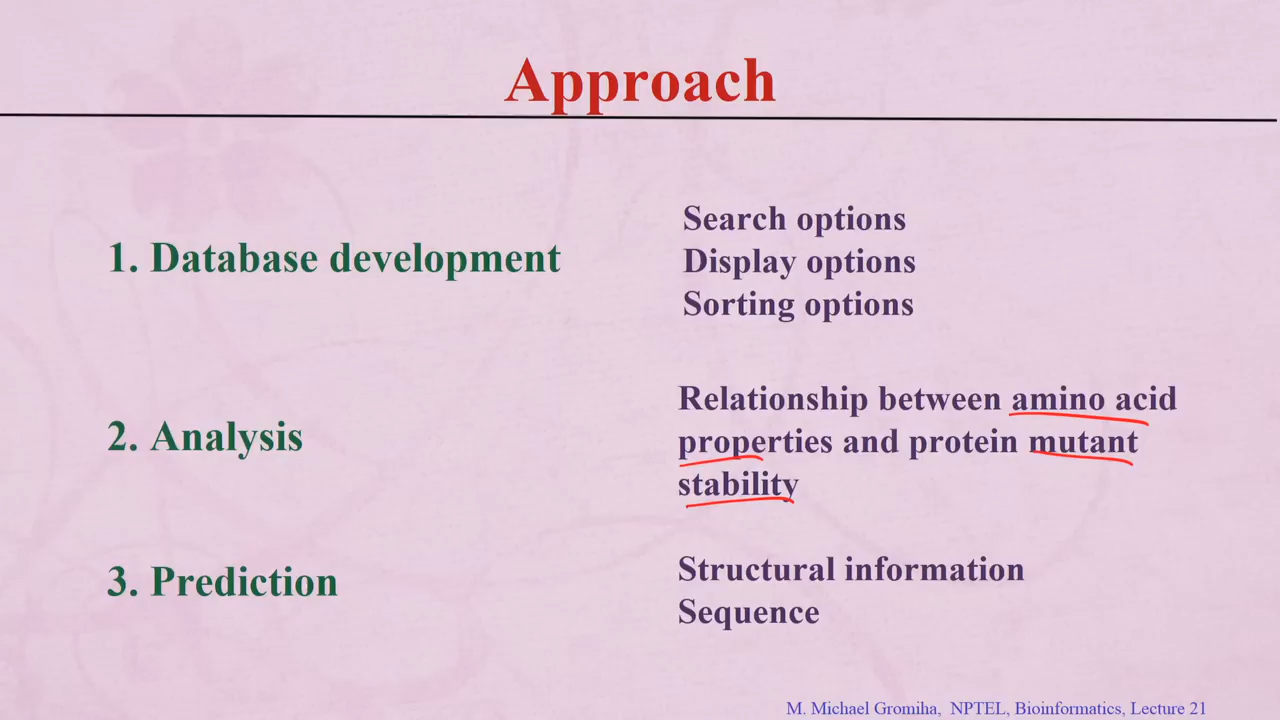 Approach
1. Database development
Search options
Display options
Sorting options
2. Analysis
Relationship between amino acid
properties and protein mutant
stability
3. Prediction
Structural information
Sequence
M. Michael Gromiha, NPTEL, Bioinformatics, Lecture 21